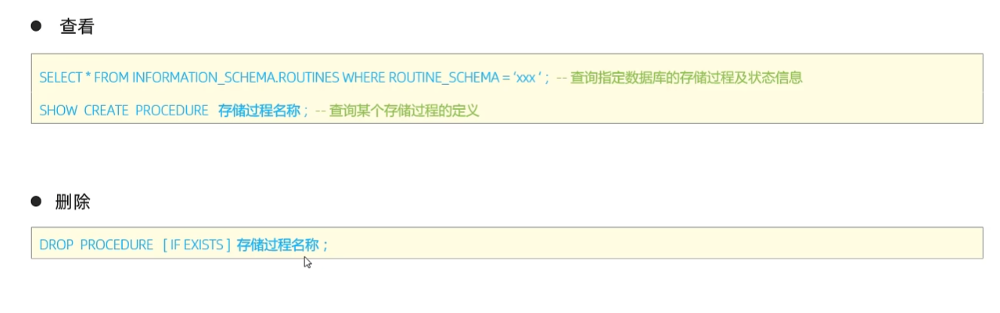 ● 查看
SELECT * FROM INFORMATION_SCHEMA.ROUTINES WHERE ROUTINE_SCHEMA = ‘xxx ‘ ; -- 查询指定数据库的存储过程及状态信息
SHOW CREATE PROCEDURE 存储过程名称 ; -- 查询某个存储过程的定义
● 删除
DROP PROCEDURE [ IF EXISTS ] 存储过程名称 ;